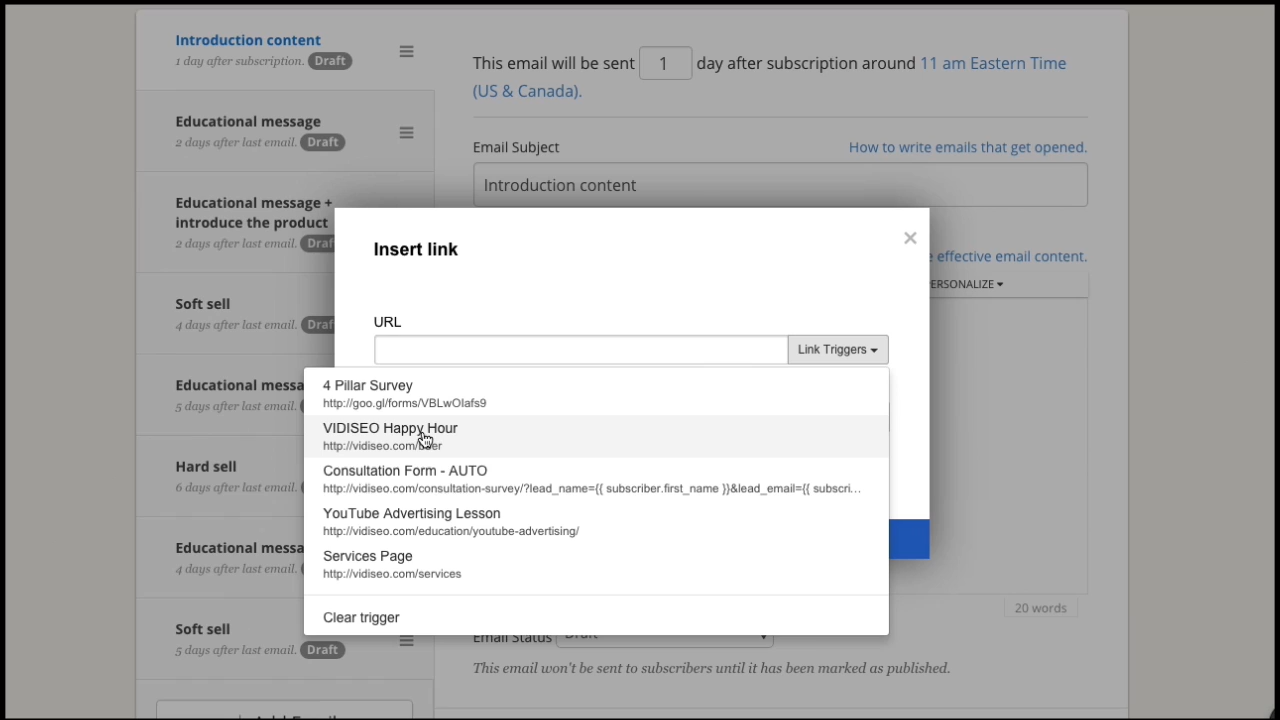 Introduction content
1 day after subscription. Draft
Educational message
2 days after last email. Draft
Educational message +
introduce the product
2 days after last email.
Soft sell
4 days after last email.
Educational
5 days after last email.
Hard sell
6 days after last email.
Educational
4 days after last email.
Soft sell
5 days after last email. Draft
This email will be sent 1 day after subscription around 11 am Eastern Time
(US & Canada).
Email Subject How to write emails that get opened.
Introduction content
effective email content.
Insert link ×
URL
Link Triggers
4 Pillar Survey
http://goo.gl/forms/VBLwOIafs9
VIDISEO Happy Hour
http://vidiseo.com/
Consultation Form - AUTO
http://vidiseo.com/consultation-survey/?lead_name={{ subscriber.first_name }}&lead_email={{ subscri...
YouTube Advertising Lesson
http://vidiseo.com/education/youtube-advertising/
Services Page
http://vidiseo.com/services
Clear trigger
20 words
Email Status Draft
This email won't be sent to subscribers until it has been marked as published.